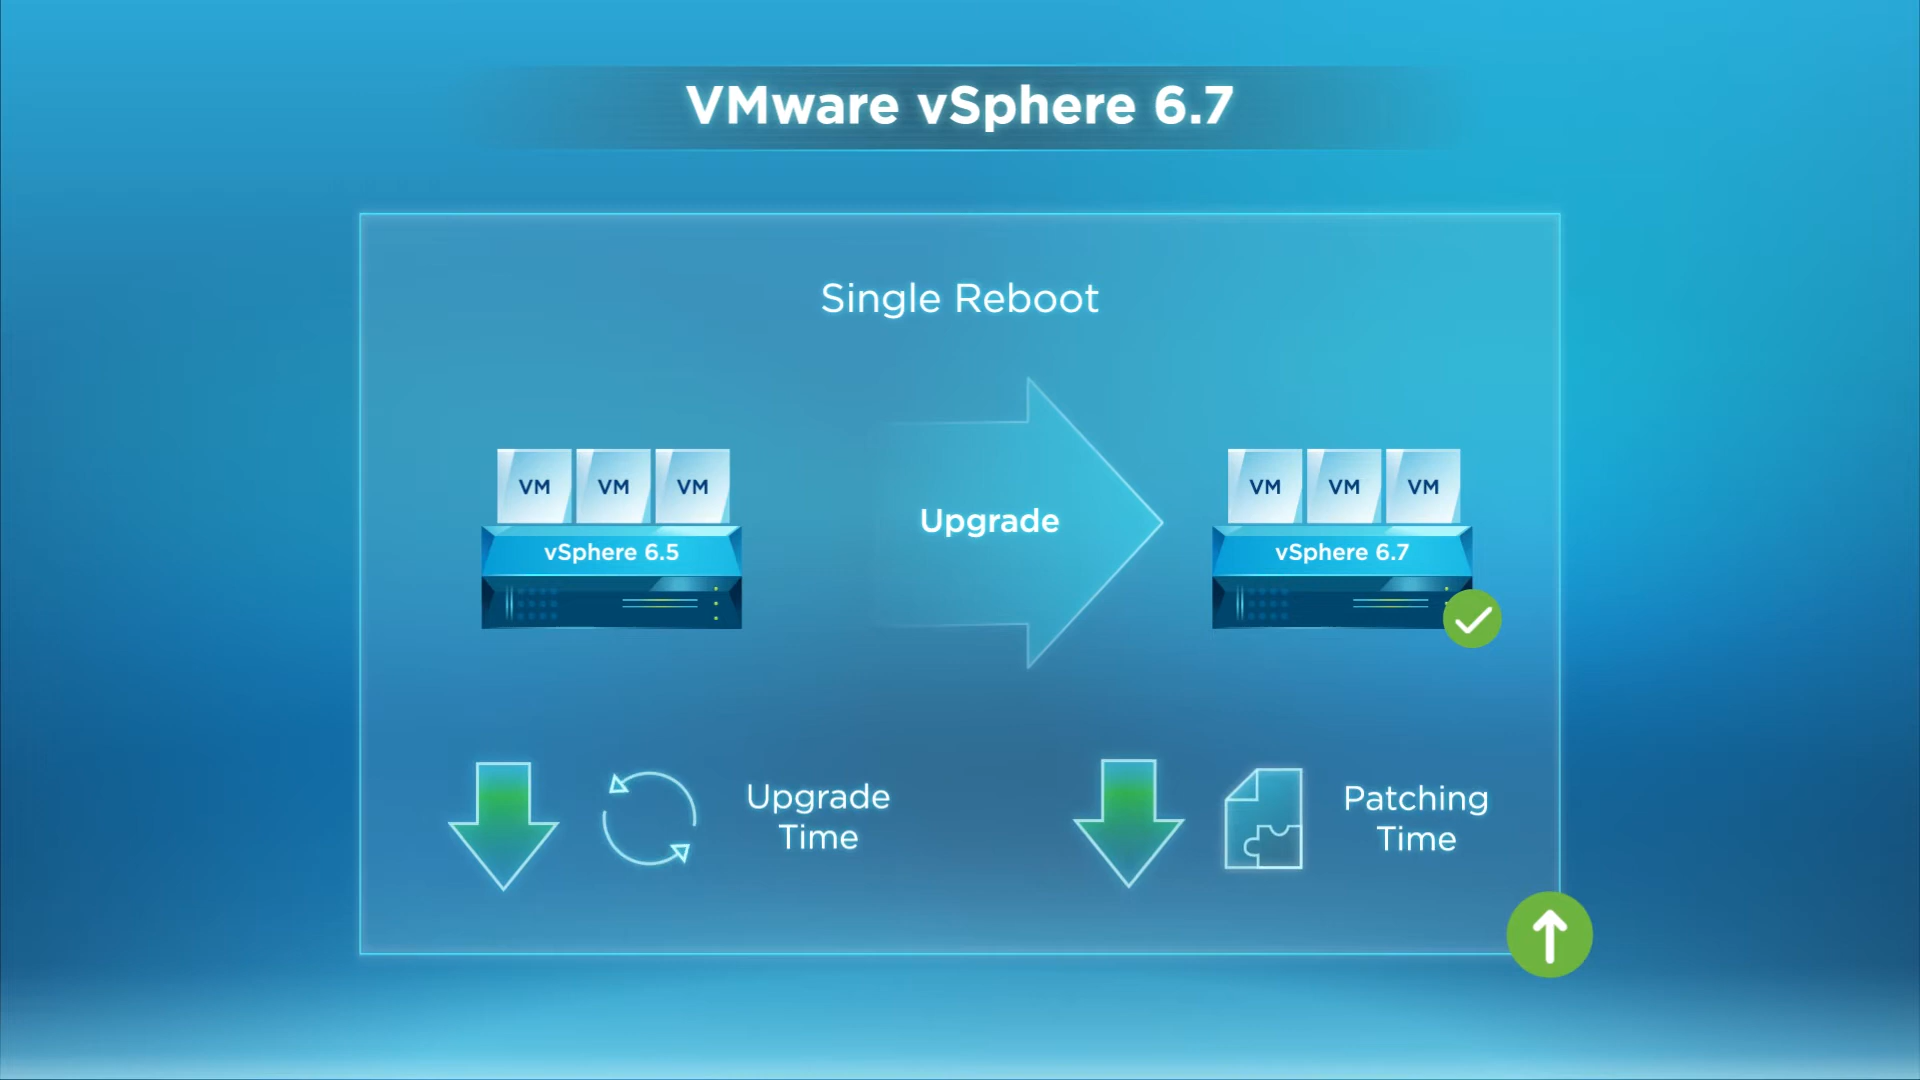 VMware vSphere 6.7
Single Reboot
VM VM VM
vSphere 6.5
Upgrade
VM VM VM
vSphere 6.7
Upgrade
Time
Patching
Time